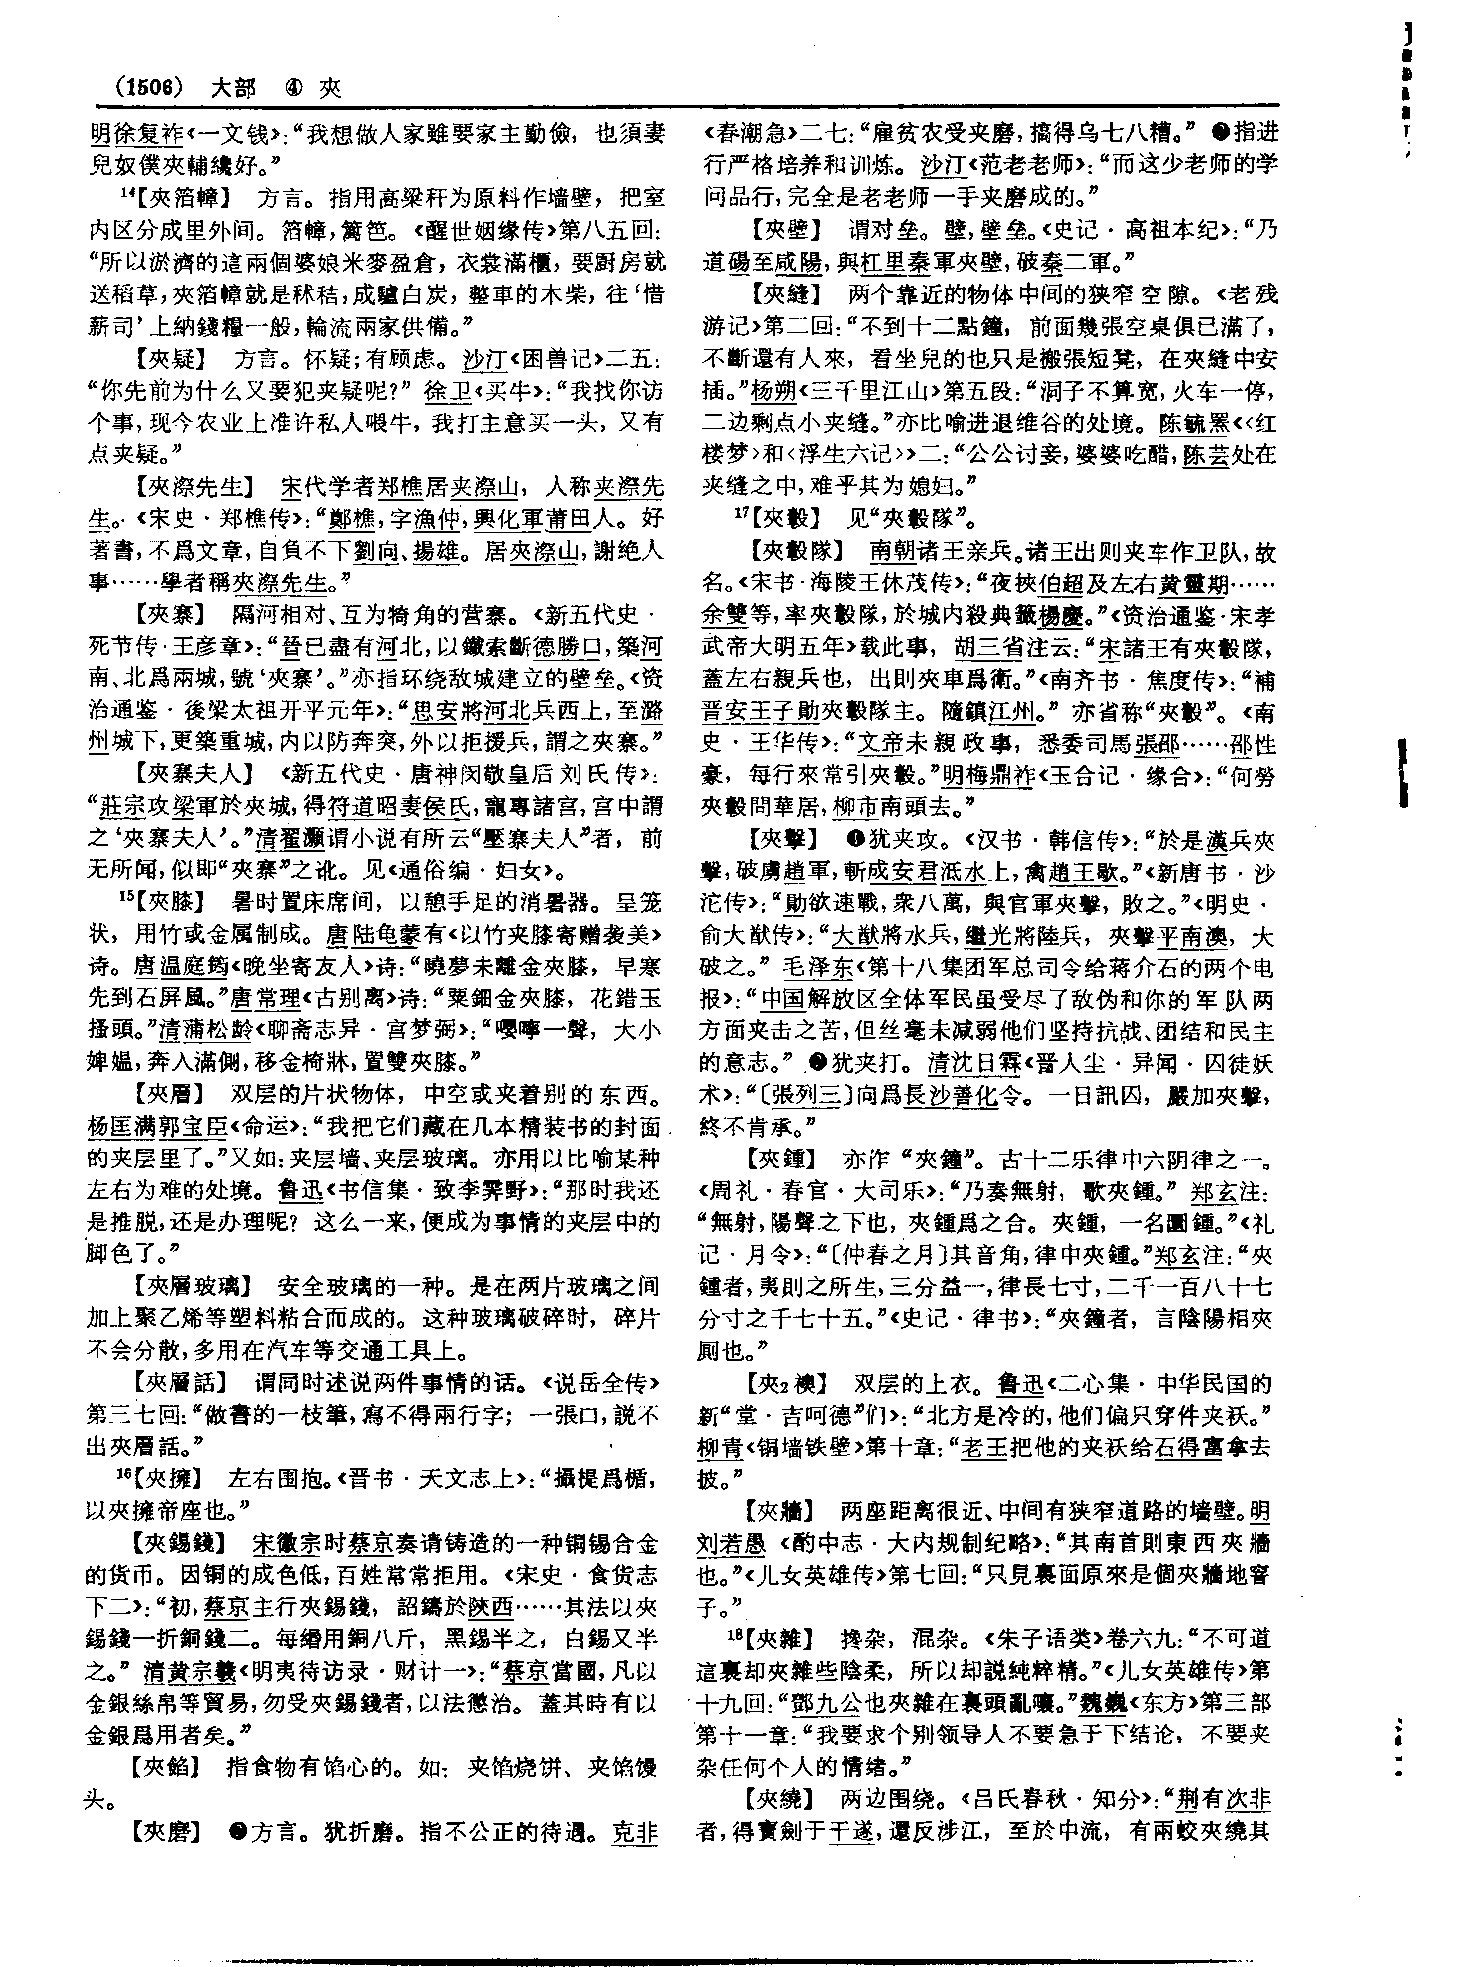 (1506) 大部 ④ 夾
明徐复祚《一文钱》：“我想做人家雖要家主勤儉，也須妻
兒奴僕夾輔纔好。”
14【夾箔幛】 方言。指用高梁秆为原料作墙壁，把室
内区分成里外间。箔幛，篱笆。《醒世姻缘传》第八五回：
“所以淤濟的這兩個婆娘米麥盈倉，衣裳滿櫃，要厨房就
送稻草，夾箔幛就是秫秸，成驢白炭，整車的木柴，往‘惜
薪司’上納錢糧一般，輪流兩家供備。”
【夾疑】 方言。怀疑；有顾虑。沙汀《困兽记》二五：
“你先前为什么又要犯夹疑呢？”徐卫《买牛》：“我找你访
个事，现今农业上准许私人喂牛，我打主意买一头，又有
点夹疑。”
【夾漈先生】 宋代学者郑樵居夹漈山，人称夹漈先
生。《宋史·郑樵传》：“鄭樵，字漁仲，興化軍莆田人。好
著書，不爲文章，自負不下劉向、揚雄。居夾漈山，謝绝人
事……學者稱夾漈先生。”
【夾寨】 隔河相对、互为犄角的营寨。《新五代史·
死节传·王彦章》：“晉已盡有河北，以鐵索斷德勝口，築河
南、北爲兩城，號‘夾寨’。”亦指环绕敌城建立的壁垒。《资
治通鉴·後梁太祖开平元年》：“思安將河北兵西上，至潞
州城下，更築重城，内以防奔突，外以拒援兵，謂之夾寨。”
【夾寨夫人】 《新五代史·唐神闵敬皇后刘氏传》：
“莊宗攻梁軍於夾城，得符道昭妻侯氏，寵專諸宫，宫中謂
之‘夾寨夫人’。”清翟灏谓小说有所云“壓寨夫人”者，前
无所闻，似即“夾寨”之讹。见《通俗编·妇女》。
15【夾膝】 暑时置床席间，以憩手足的消暑器。呈笼
状，用竹或金属制成。唐陆龟蒙有《以竹夹膝寄赠袭美》
诗。唐温庭筠《晚坐寄友人》诗：“曉夢未離金夾膝，早寒
先到石屏風。”唐常理《古别离》诗：“粟鈿金夾膝，花錯玉
搔頭。”清蒲松龄《聊斋志异·宫梦弼》：“嚶嚀一聲，大小
婢媪，奔入滿側，移金椅牀，置雙夾膝。”
【夾層】 双层的片状物体，中空或夹着别的东西。
杨匡满郭宝臣《命运》：“我把它们藏在几本精装书的封面
的夹层里了。”又如：夹层墙、夹层玻璃。亦用以比喻某种
左右为难的处境。鲁迅《书信集·致李霁野》：“那时我还
是推脱，还是办理呢？这么一来，便成为事情的夹层中的
脚色了。”
【夾層玻璃】 安全玻璃的一种。是在两片玻璃之间
加上聚乙烯等塑料粘合而成的。这种玻璃破碎时，碎片
不会分散，多用在汽车等交通工具上。
【夾層話】 谓同时述说两件事情的话。《说岳全传》
第三七回：“做書的一枝筆，寫不得兩行字；一張口，説不
出夾層話。”
16【夾擁】 左右围抱。《晋书·天文志上》：“攝提爲楯，
以夾擁帝座也。”
【夾錫錢】 宋徽宗时蔡京奏请铸造的一种铜锡合金
的货币。因铜的成色低，百姓常常拒用。《宋史·食货志
下二》：“初，蔡京主行夾錫錢，詔鑄於陝西……其法以夾
錫錢一折銅錢二。每緡用銅八斤，黑錫半之，白錫又半
之。”清黄宗羲《明夷待访录·财计一》：“蔡京當國，凡以
金銀絲帛等貿易，勿受夾錫錢者，以法懲治。蓋其時有以
金銀爲用者矣。”
【夾餡】 指食物有馅心的。如：夹馅烧饼、夹馅馒
头。
【夾磨】 ❶方言。犹折磨。指不公正的待遇。克非
《春潮急》二七：“雇贫农受夹磨，搞得乌七八糟。”❷指进
行严格培养和训炼。沙汀《范老老师》：“而这少老师的学
问品行，完全是老老师一手夹磨成的。”
【夾壁】 谓对垒。壁，壁垒。《史记·高祖本纪》：“乃
道碭至咸陽，與杠里秦軍夾壁，破秦二軍。”
【夾縫】 两个靠近的物体中间的狭窄空隙。《老残
游记》第二回：“不到十二點鐘，前面幾張空桌俱已滿了，
不斷還有人來，看坐兒的也只是搬張短凳，在夾縫中安
插。”杨朔《三千里江山》第五段：“洞子不算宽，火车一停，
二边剩点小夹缝。”亦比喻进退维谷的处境。陈毓罴《〈红
楼梦〉和〈浮生六记〉》二：“公公讨妾，婆婆吃醋，陈芸处在
夹缝之中，难乎其为媳妇。”
17【夾轂】 见“夾轂隊”。
【夾轂隊】 南朝诸王亲兵。诸王出则夹车作卫队，故
名。《宋书·海陵王休茂传》：“夜挾伯超及左右黄靈期……
余雙等，率夾轂隊，於城内殺典籤楊慶。”《资治通鉴·宋孝
武帝大明五年》载此事，胡三省注云：“宋諸王有夾轂隊，
蓋左右親兵也，出則夾車爲衛。”《南齐书·焦度传》：“補
晋安王子勛夾轂隊主。隨鎮江州。”亦省称“夾轂”。《南
史·王华传》：“文帝未親政事，悉委司馬張邵……邵性
豪，每行來常引夾轂。”明梅鼎祚《玉合记·缘合》：“何勞
夾轂問華居，柳市南頭去。”
【夾擊】 ❶犹夹攻。《汉书·韩信传》：“於是漢兵夾
擊，破虜趙軍，斬成安君泜水上，禽趙王歇。”《新唐书·沙
沱传》：“勛欲速戰，衆八萬，與官軍夾擊，敗之。”《明史·
俞大猷传》：“大猷將水兵，繼光將陸兵，夾擊平南澳，大
破之。”毛泽东《第十八集团军总司令给蒋介石的两个电
报》：“中国解放区全体军民虽受尽了敌伪和你的军队两
方面夹击之苦，但丝毫未减弱他们坚持抗战、团结和民主
的意志。”❷犹夹打。清沈日霖《晋人尘·异闻·囚徒妖
术》：“〔張列三〕向爲長沙善化令。一日訊囚，嚴加夾擊，
終不肯承。”
【夾鍾】 亦作“夾鐘”。古十二乐律中六阴律之一。
《周礼·春官·大司乐》：“乃奏無射，歌夾鍾。”郑玄注：
“無射，陽聲之下也，夾鍾爲之合。夾鍾，一名圜鍾。”《礼
记·月令》：“〔仲春之月〕其音角，律中夾鍾。”郑玄注：“夾
鍾者，夷則之所生，三分益一，律長七寸，二千一百八十七
分寸之千七十五。”《史记·律书》：“夾鐘者，言陰陽相夾
厠也。”
【夾2襖】 双层的上衣。鲁迅《二心集·中华民国的
新“堂·吉呵德”们》：“北方是冷的，他们偏只穿件夹袄。”
柳青《铜墙铁壁》第十章：“老王把他的夹袄给石得富拿去
披。”
【夾牆】 两座距离很近、中间有狭窄道路的墙壁。明
刘若愚《酌中志·大内规制纪略》：“其南首則東西夾牆
也。”《儿女英雄传》第七回：“只見裏面原來是個夾牆地窨
子。”
18【夾雜】 搀杂，混杂。《朱子语类》卷六九：“不可道
這裏却夾雜些陰柔，所以却説純粹精。”《儿女英雄传》第
十九回：“鄧九公也夾雜在裏頭亂嚷。”魏巍《东方》第三部
第十一章：“我要求个别领导人不要急于下结论，不要夹
杂任何个人的情绪。”
【夾繞】 两边围绕。《吕氏春秋·知分》：“荆有次非
者，得寶劍于干遂，還反涉江，至於中流，有兩蛟夾繞其